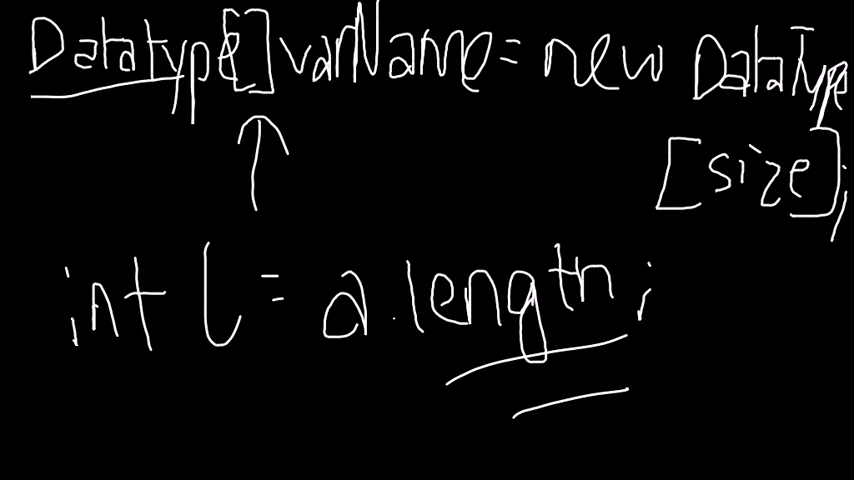 Datatype[] varName = new DataType
[size];
int l = a.length;